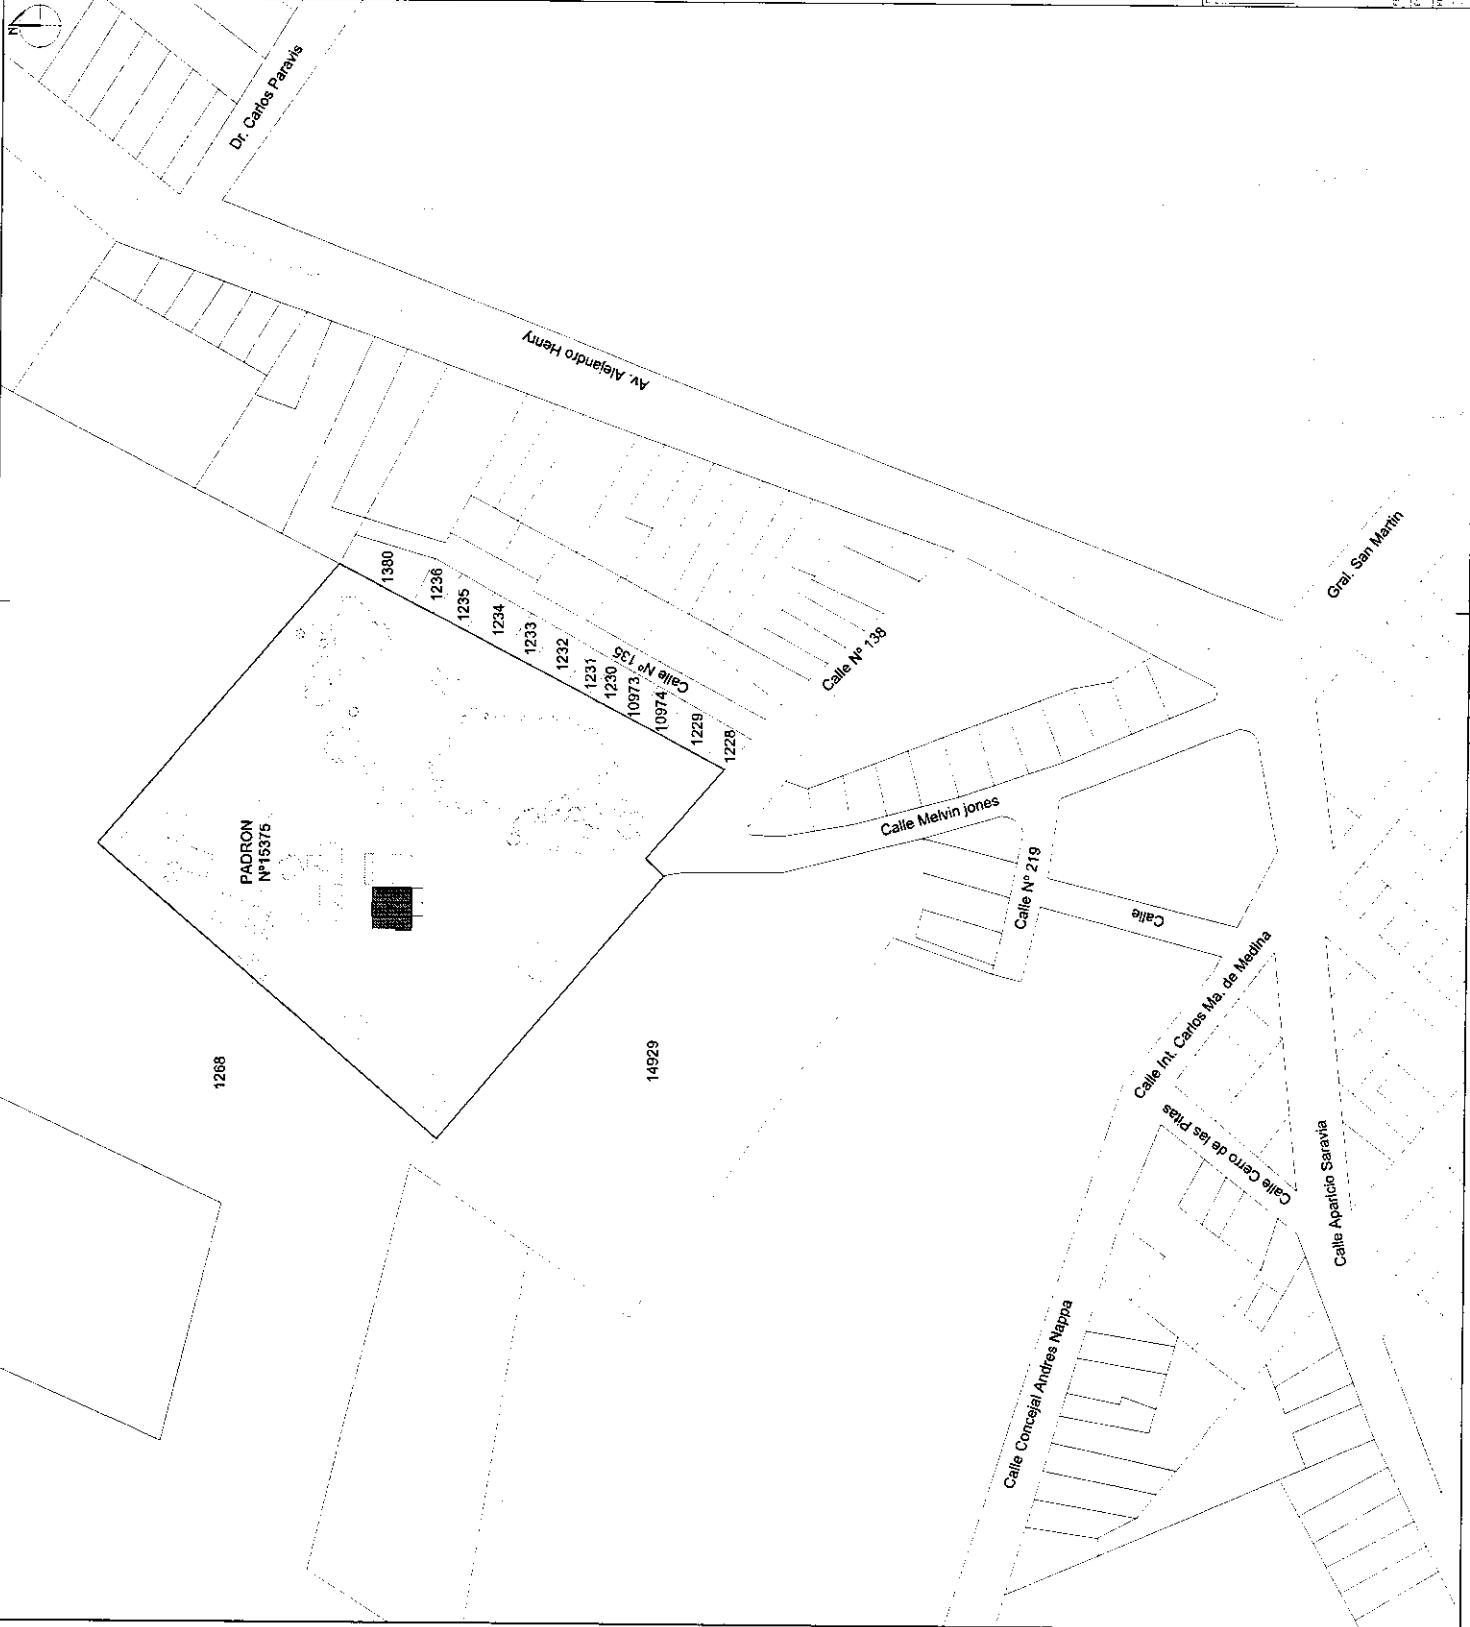 N
Dr. Carlos Paravis
Av. Alejandro Henry
Gral. San Martin
1380
1236
1235
1234
1233
1232
1231
1230
10973
10974
1229
1228
Calle Nº 135
Calle Nº 138
PADRON
Nº15375
Calle Melvin jones
Calle Nº 219
Calle
1268
14929
Calle Int. Carlos Ma. de Medina
Calle Cerro de las Pitas
Calle Aparicio Saravia
Calle Concejal Andres Nappa